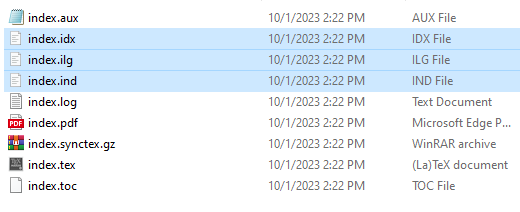 index.aux 10/1/2023 2:22 PM AUX File
index.idx 10/1/2023 2:22 PM IDX File
index.ilg 10/1/2023 2:22 PM ILG File
index.ind 10/1/2023 2:22 PM IND File
index.log 10/1/2023 2:22 PM Text Document
PDF index.pdf 10/1/2023 2:22 PM Microsoft Edge P...
index.synctex.gz 10/1/2023 2:22 PM WinRAR archive
index.tex 10/1/2023 2:22 PM (La)TeX document
index.toc 10/1/2023 2:22 PM TOC File